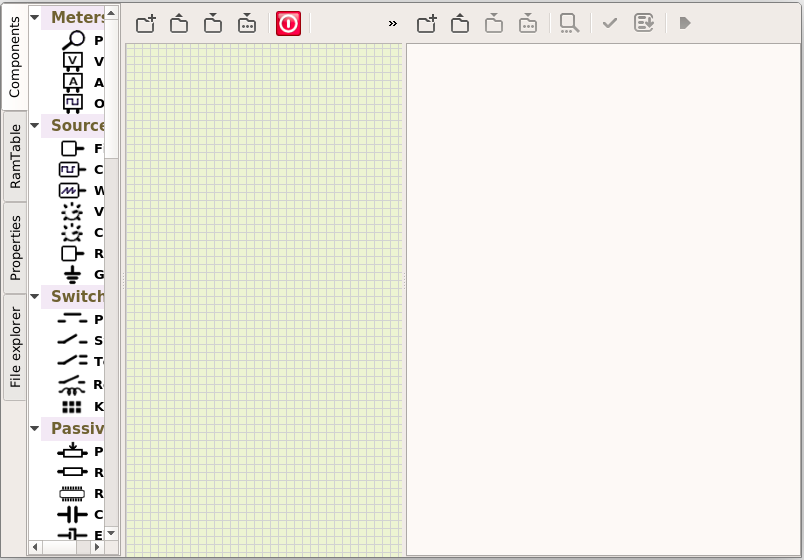 Components
RamTable
Properties
File explorer
Meters
P
V
V
A
A
O
Source
F
C
W
V
C
R
G
Switch
P
S
T
R
K
Passiv
P
R
R
C
E
»